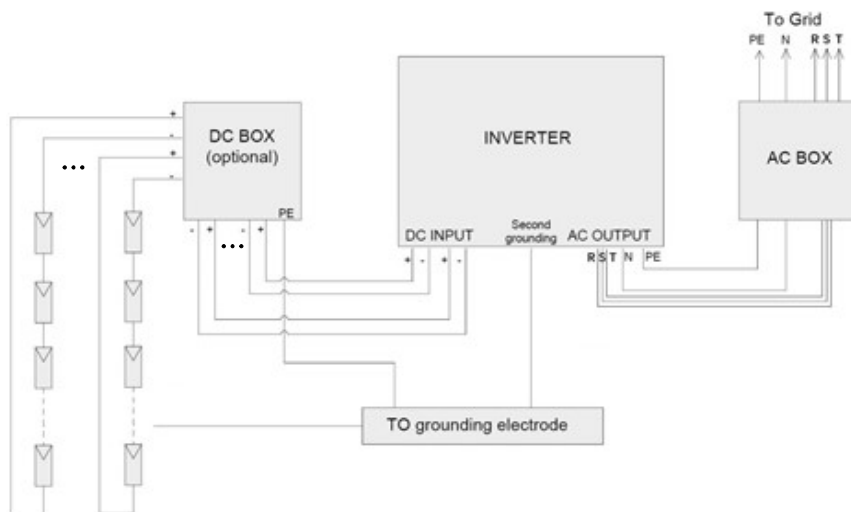 To Grid
PE N R S T
+
-
+
-
...
DC BOX
(optional)
PE
- + ... - +
INVERTER
DC INPUT
Second
grounding
AC OUTPUT
+ - + -
R S T N PE
AC BOX
TO grounding electrode